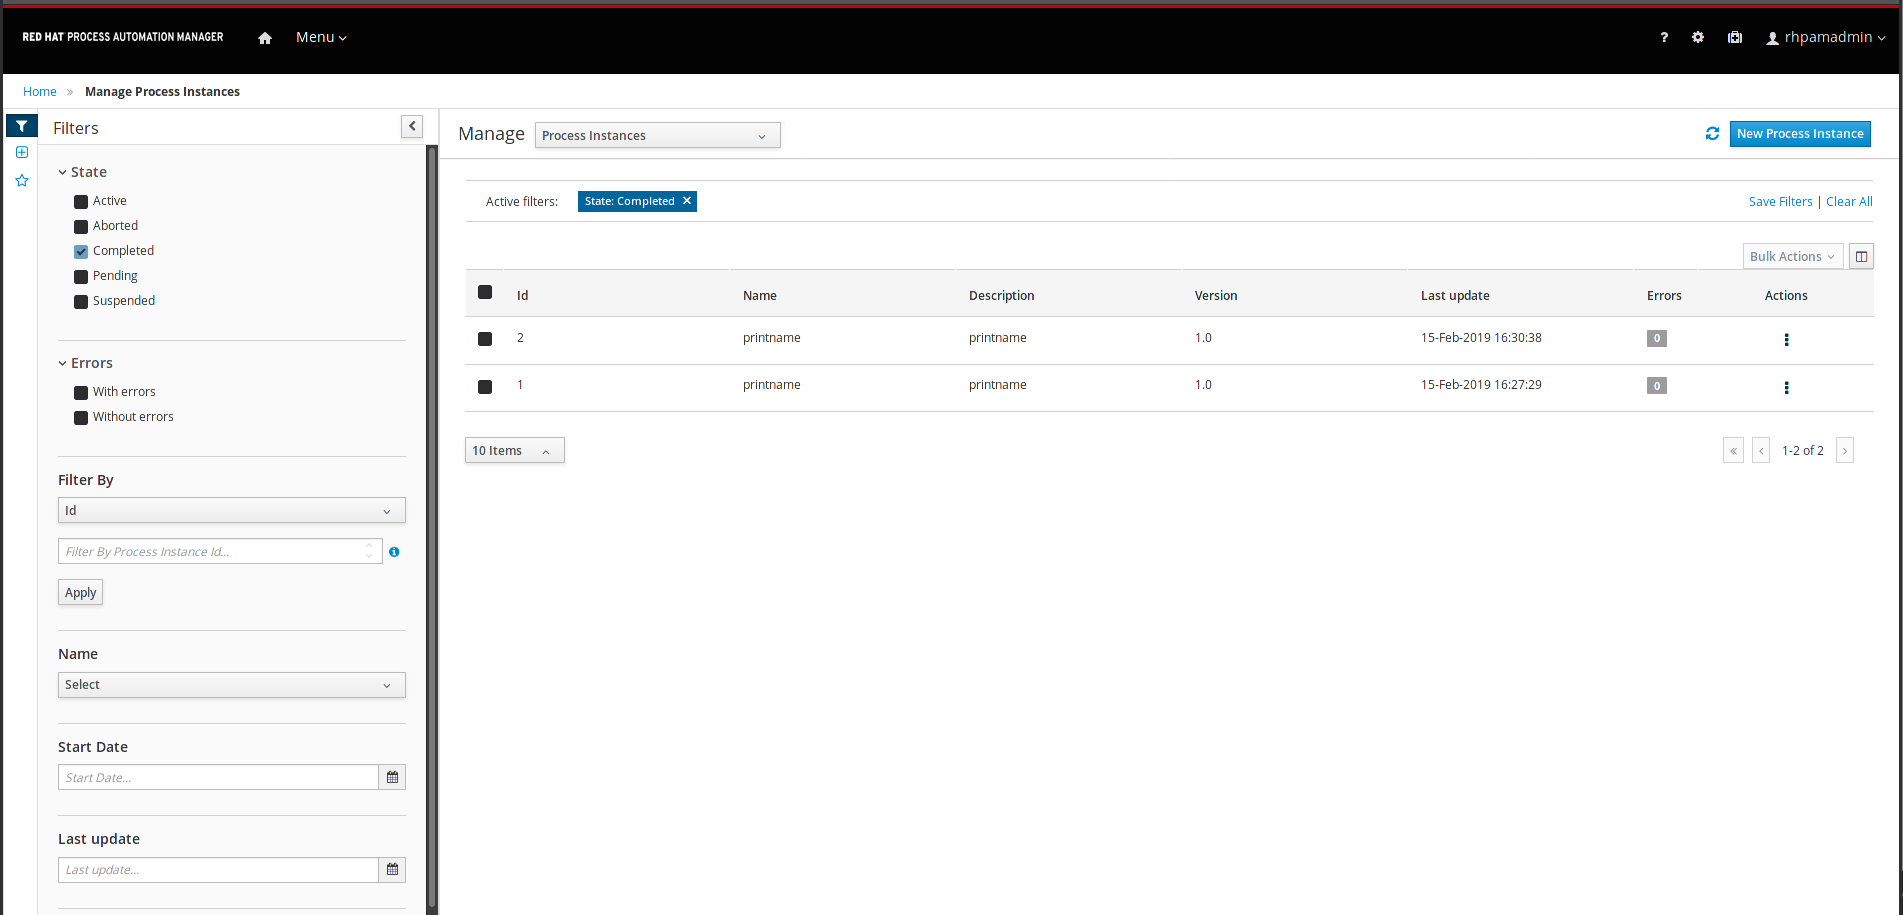 RED HAT PROCESS AUTOMATION MANAGER
Menu
?
rhpamadmin
Home » Manage Process Instances
Filters
State
Active
Aborted
Completed
Pending
Suspended
Errors
With errors
Without errors
Filter By
Id
Filter By Process Instance Id...
Apply
Name
Select
Start Date
Start Date...
Last update
Last update...
Manage Process Instances
New Process Instance
Active filters: State: Completed ✕
Save Filters | Clear All
Bulk Actions
Id Name Description Version Last update Errors Actions
2 printname printname 1.0 15-Feb-2019 16:30:38 0
1 printname printname 1.0 15-Feb-2019 16:27:29 0
10 Items
« ‹ 1-2 of 2 ›